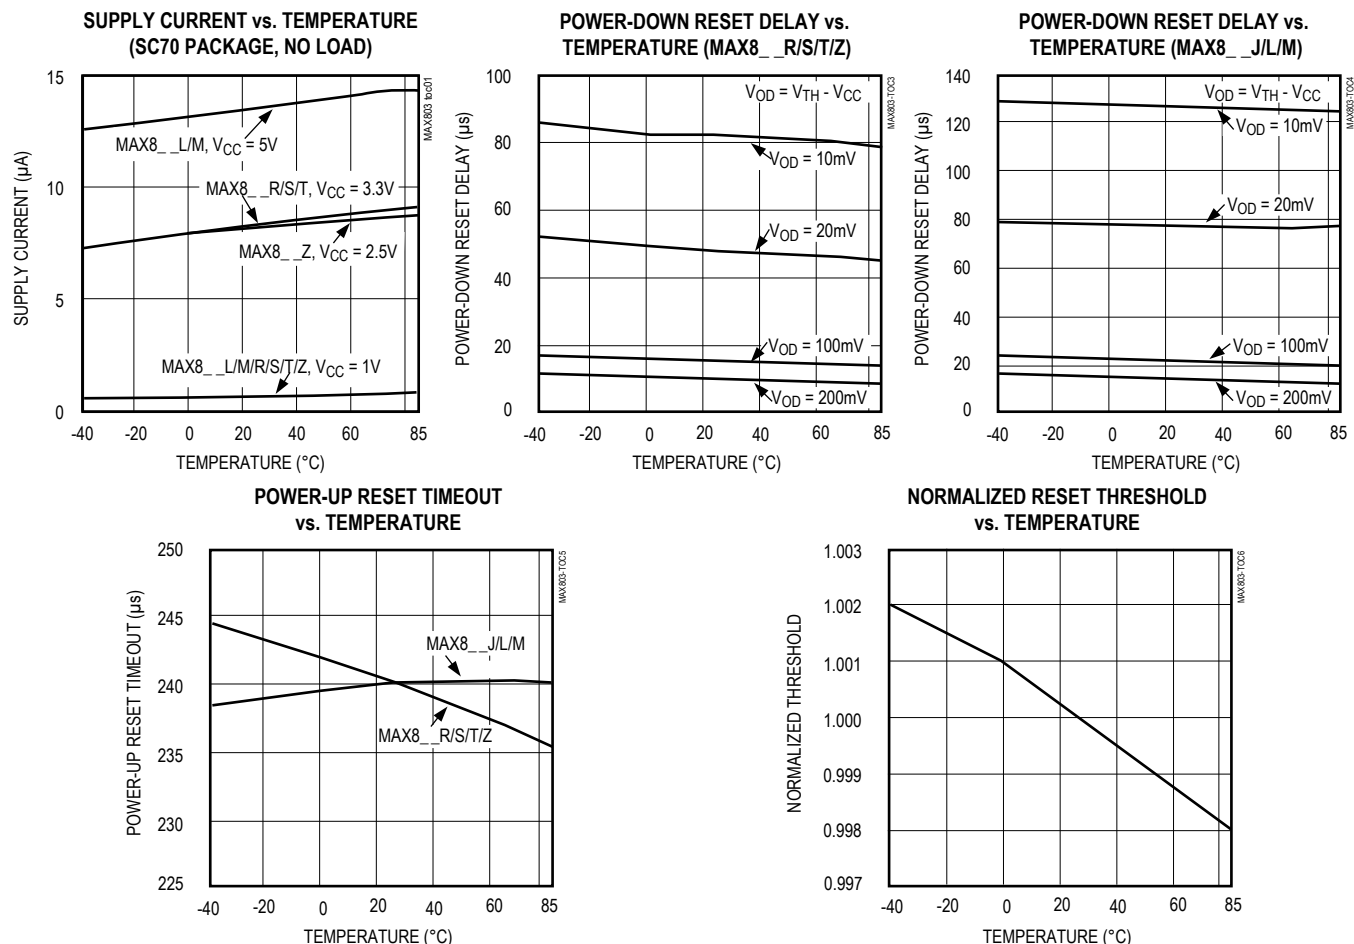 SUPPLY CURRENT vs. TEMPERATURE
(SC70 PACKAGE, NO LOAD)
MAX803 toc01
SUPPLY CURRENT (µA)
15
10
5
0
MAX8_ _L/M, VCC = 5V
MAX8_ _R/S/T, VCC = 3.3V
MAX8_ _Z, VCC = 2.5V
MAX8_ _L/M/R/S/T/Z, VCC = 1V
-40 -20 0 20 40 60 85
TEMPERATURE (°C)
POWER-DOWN RESET DELAY vs.
TEMPERATURE (MAX8_ _R/S/T/Z)
MAX803-TOC3
POWER-DOWN RESET DELAY (µs)
100
80
60
40
20
0
VOD = VTH - VCC
VOD = 10mV
VOD = 20mV
VOD = 100mV
VOD = 200mV
-40 -20 0 20 40 60 85
TEMPERATURE (°C)
POWER-DOWN RESET DELAY vs.
TEMPERATURE (MAX8_ _J/L/M)
MAX803-TOC4
POWER-DOWN RESET DELAY (µs)
140
120
100
80
60
40
20
0
VOD = VTH - VCC
VOD = 10mV
VOD = 20mV
VOD = 100mV
VOD = 200mV
-40 -20 0 20 40 60 85
TEMPERATURE (°C)
POWER-UP RESET TIMEOUT
vs. TEMPERATURE
MAX803-TOC5
POWER-UP RESET TIMEOUT (µs)
250
245
240
235
230
225
MAX8_ _J/L/M
MAX8_ _R/S/T/Z
-40 -20 0 20 40 60 85
TEMPERATURE (°C)
NORMALIZED RESET THRESHOLD
vs. TEMPERATURE
MAX803-TOC6
NORMALIZED THRESHOLD
1.003
1.002
1.001
1.000
0.999
0.998
0.997
-40 -20 0 20 40 60 85
TEMPERATURE (°C)